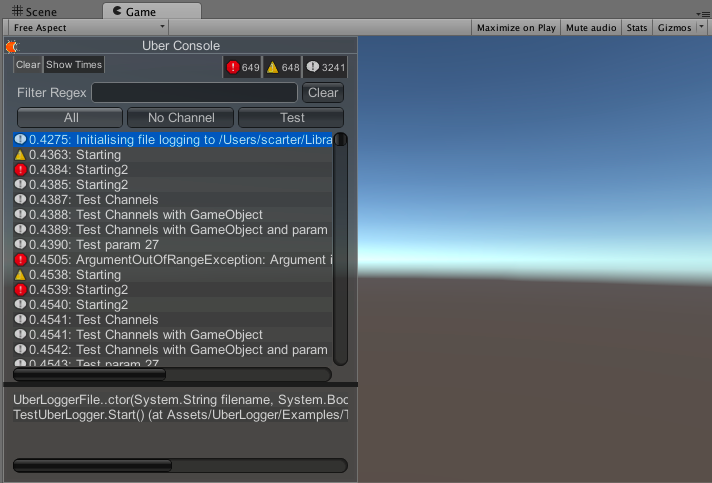 Scene Game
Free Aspect Maximize on Play Mute audio Stats Gizmos
Uber Console
Clear Show Times 649 648 3241
Filter Regex Clear
All No Channel Test
0.4275: Initialising file logging to /Users/scarter/Libra
0.4363: Starting
0.4384: Starting2
0.4385: Starting2
0.4387: Test Channels
0.4388: Test Channels with GameObject
0.4389: Test Channels with GameObject and param
0.4390: Test param 27
0.4505: ArgumentOutOfRangeException: Argument i
0.4538: Starting
0.4539: Starting2
0.4540: Starting2
0.4541: Test Channels
0.4541: Test Channels with GameObject
0.4542: Test Channels with GameObject and param
0.4543: Test param 27
UberLoggerFile..ctor(System.String filename, System.Boo
TestUberLogger.Start() (at Assets/UberLogger/Examples/T